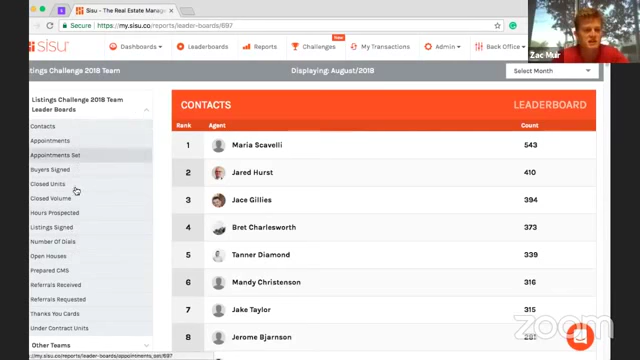 Sisu - The Real Estate Manag
Secure
https://my.sisu.co/reports/leader-boards/697
sisu
Dashboards
Leaderboards
Reports
Challenges
New
My Transactions
Admin
Back Office
Zac Muir
Listings Challenge 2018 Team
Displaying: August/2018
Select Month
Listings Challenge 2018 Team
Leader Boards
Contacts
Appointments
Appointments Set
Buyers Signed
Closed Units
Closed Volume
Hours Prospected
Listings Signed
Number of Dials
Open Houses
Prepared CMS
Referrals Received
Referrals Requested
Thanks You Cards
Under Contract Units
Other Teams
CONTACTS LEADERBOARD
Rank Agent Count
1 Maria Scavelli 543
2 Jared Hurst 410
3 Jace Gillies 394
4 Bret Charlesworth 373
5 Tanner Diamond 339
6 Mandy Christenson 316
7 Jake Taylor 315
8 Jerome Bjarnson
zoom
my.sisu.co/reports/leader-boards/appointments_set/697